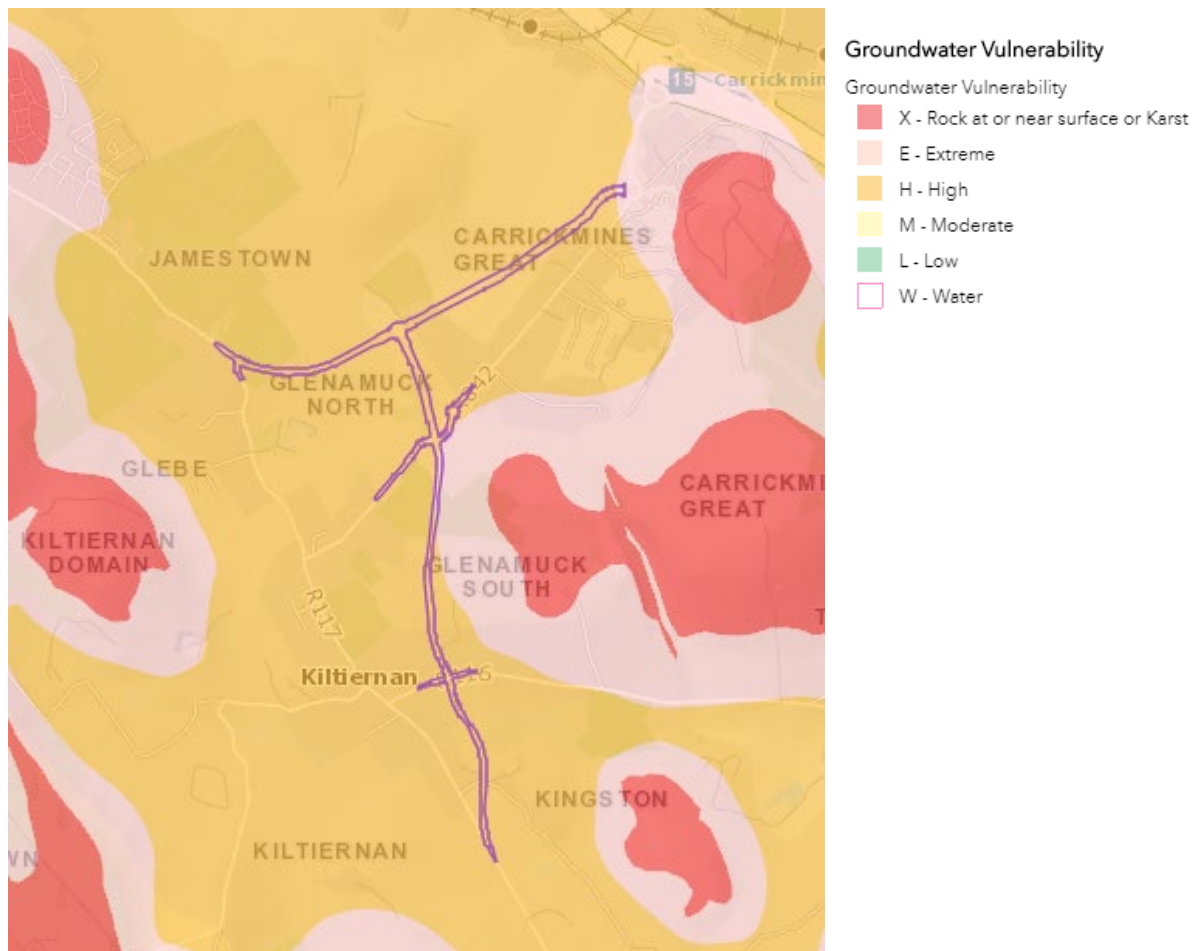 Groundwater Vulnerability
Groundwater Vulnerability
X - Rock at or near surface or Karst
E - Extreme
H - High
M - Moderate
L - Low
W - Water
15
Carrickmin
JAMESTOWN
CARRICKMINES
GREAT
GLENAMUCK
NORTH
GLEBE
CARRICKMI
GREAT
KILTIERNAN
DOMAIN
GLENAMUCK
SOUTH
R117
T
Kiltiernan
KINGSTON
KILTIERNAN
WN